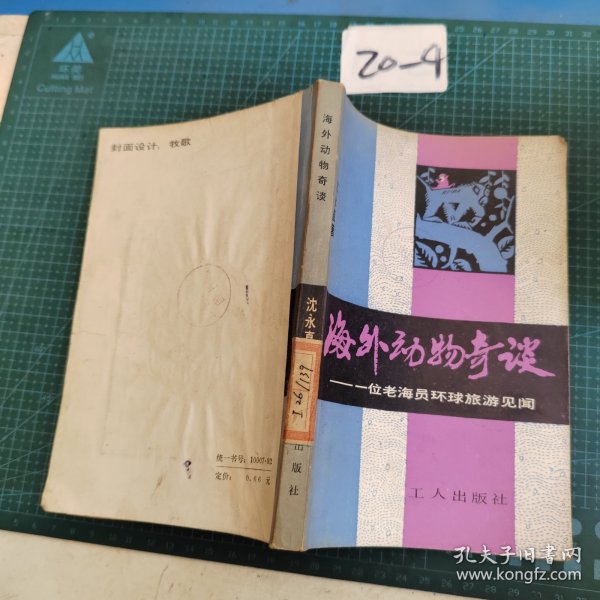 Cutting Mat
20-4
封面设计:牧歌
海外动物奇谈
沈永
出版社
统一书号:10007·92
定价: 0.66 元
海外动物奇谈
——一位老海员环球旅游见闻
工人出版社
孔夫子旧书网
www.kongfz.com